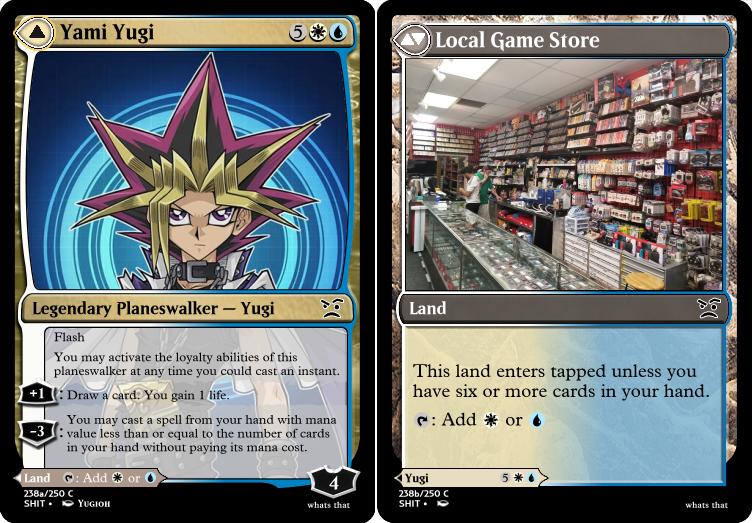 Yami Yugi 5
Legendary Planeswalker — Yugi
Flash
You may activate the loyalty abilities of this
planeswalker at any time you could cast an instant.
+1 : Draw a card. You gain 1 life.
-3 : You may cast a spell from your hand with mana
value less than or equal to the number of cards
in your hand without paying its mana cost.
Land : Add or
4
238a/250 C
SHIT • YUGIOH
whats that
Local Game Store
Land
This land enters tapped unless you
have six or more cards in your hand.
: Add or
Yugi 5
238b/250 C
SHIT •
whats that